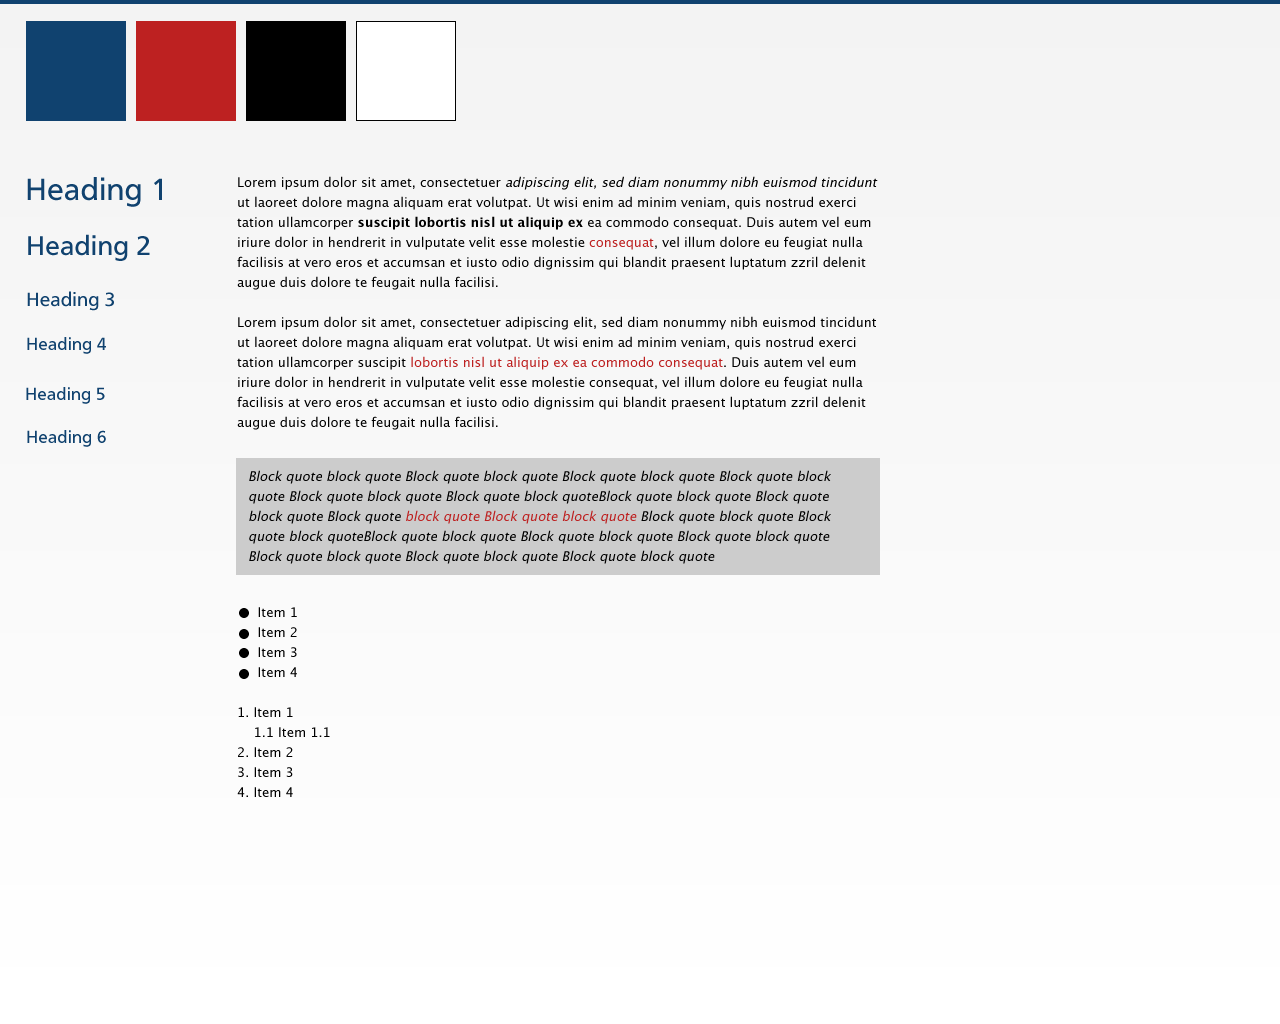 Heading 1
Heading 2
Heading 3
Heading 4
Heading 5
Heading 6
Lorem ipsum dolor sit amet, consectetuer adipiscing elit, sed diam nonummy nibh euismod tincidunt
ut laoreet dolore magna aliquam erat volutpat. Ut wisi enim ad minim veniam, quis nostrud exerci
tation ullamcorper suscipit lobortis nisl ut aliquip ex ea commodo consequat. Duis autem vel eum
iriure dolor in hendrerit in vulputate velit esse molestie consequat, vel illum dolore eu feugiat nulla
facilisis at vero eros et accumsan et iusto odio dignissim qui blandit praesent luptatum zzril delenit
augue duis dolore te feugait nulla facilisi.
Lorem ipsum dolor sit amet, consectetuer adipiscing elit, sed diam nonummy nibh euismod tincidunt
ut laoreet dolore magna aliquam erat volutpat. Ut wisi enim ad minim veniam, quis nostrud exerci
tation ullamcorper suscipit lobortis nisl ut aliquip ex ea commodo consequat. Duis autem vel eum
iriure dolor in hendrerit in vulputate velit esse molestie consequat, vel illum dolore eu feugiat nulla
facilisis at vero eros et accumsan et iusto odio dignissim qui blandit praesent luptatum zzril delenit
augue duis dolore te feugait nulla facilisi.
Block quote block quote Block quote block quote Block quote block quote Block quote block
quote Block quote block quote Block quote block quoteBlock quote block quote Block quote
block quote Block quote block quote Block quote block quote Block quote block quote Block
quote block quoteBlock quote block quote Block quote block quote Block quote block quote
Block quote block quote Block quote block quote Block quote block quote
● Item 1
● Item 2
● Item 3
● Item 4
1. Item 1
1.1 Item 1.1
2. Item 2
3. Item 3
4. Item 4